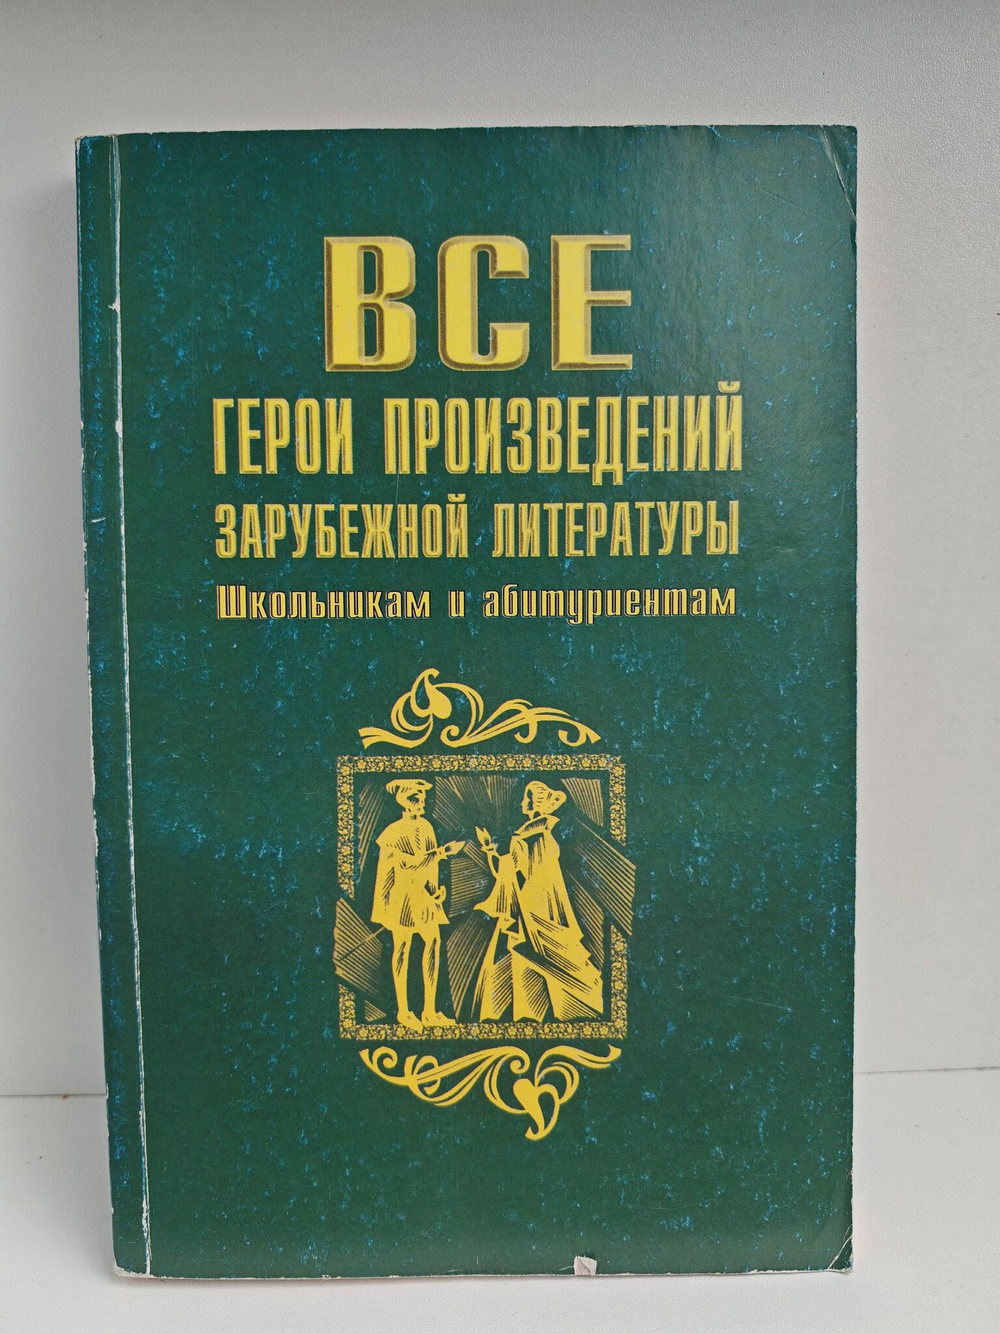 ВСЕ
ГЕРОИ ПРОИЗВЕДЕНИЙ
ЗАРУБЕЖНОЙ ЛИТЕРАТУРЫ
Школьникам и абитуриентам